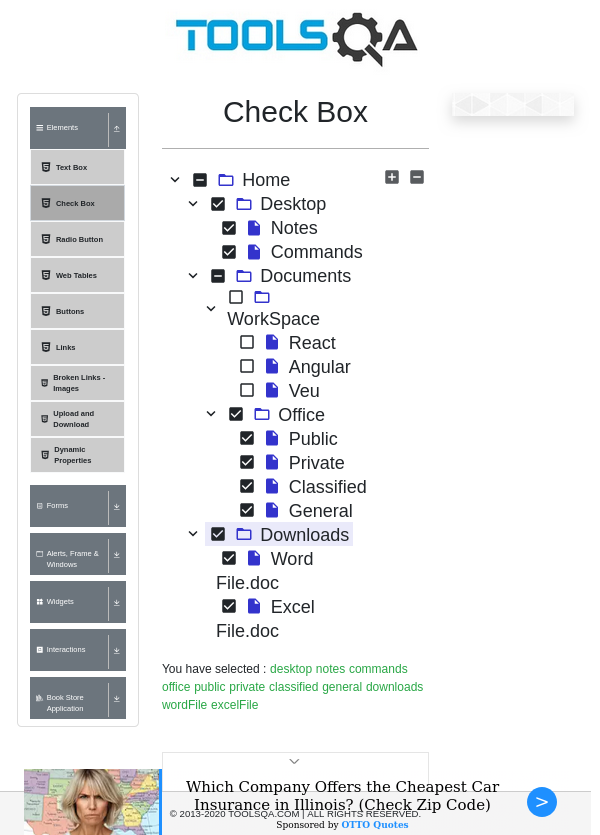 TOOLSQA
Elements
Text Box
Check Box
Radio Button
Web Tables
Buttons
Links
Broken Links -
Images
Upload and
Download
Dynamic
Properties
Forms
Alerts, Frame &
Windows
Widgets
Interactions
Book Store
Application
Check Box
Home
Desktop
Notes
Commands
Documents
WorkSpace
React
Angular
Veu
Office
Public
Private
Classified
General
Downloads
Word
File.doc
Excel
File.doc
You have selected : desktop notes commands
office public private classified general downloads
wordFile excelFile
Which Company Offers the Cheapest Car
Insurance in Illinois? (Check Zip Code)
© 2013-2020 TOOLSQA.COM | ALL RIGHTS RESERVED.
Sponsored by OTTO Quotes